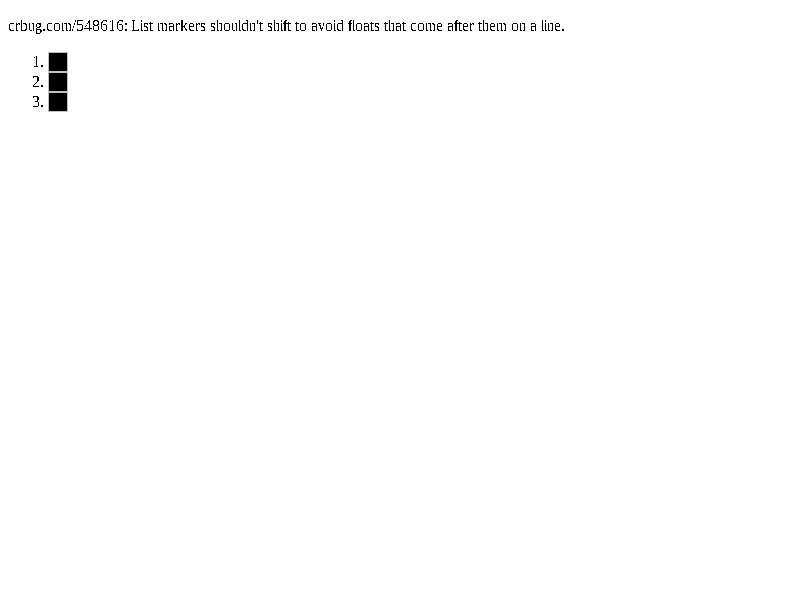 crbug.com/548616: List markers shouldn't shift to avoid floats that come after them on a line.
1.
2.
3.